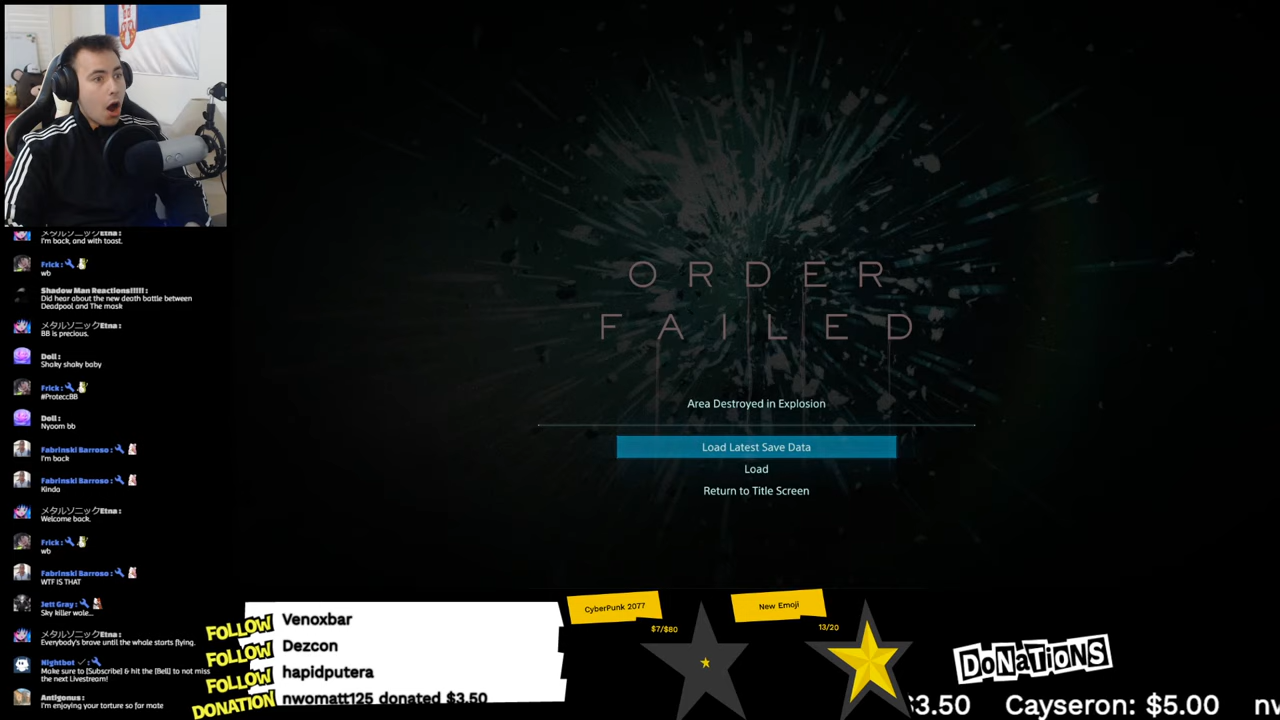 メタルソニックEtna :
I'm back, and with toast.
Frick :
wb
Shadow Man Reactions!!!!! :
Did hear about the new death battle between
Deadpool and The mask
メタルソニックEtna :
BB is precious.
Doll :
Shaky shaky baby
Frick :
#ProteccBB
Doll :
Nyoom bb
Fabrinski Barroso :
I'm back
Fabrinski Barroso :
Kinda
メタルソニックEtna :
Welcome back.
Frick :
wb
Fabrinski Barroso :
WTF IS THAT
Jett Gray :
Sky killer wale...
メタルソニックEtna :
Everybody's brave until the whale starts flying.
Nightbot ✓ :
Make sure to [Subscribe] & hit the [Bell] to not miss
the next Livestream!
Antigonus :
I'm enjoying your torture so far mate
ORDER
FAILED
Area Destroyed in Explosion
Load Latest Save Data
Load
Return to Title Screen
FOLLOW Venoxbar
FOLLOW Dezcon
FOLLOW hapidputera
DONATION nwomatt125 donated $3.50
CyberPunk 2077
$7/$80
New Emoji
13/20
DoNaTiONS
$3.50 Cayseron: $5.00 nv